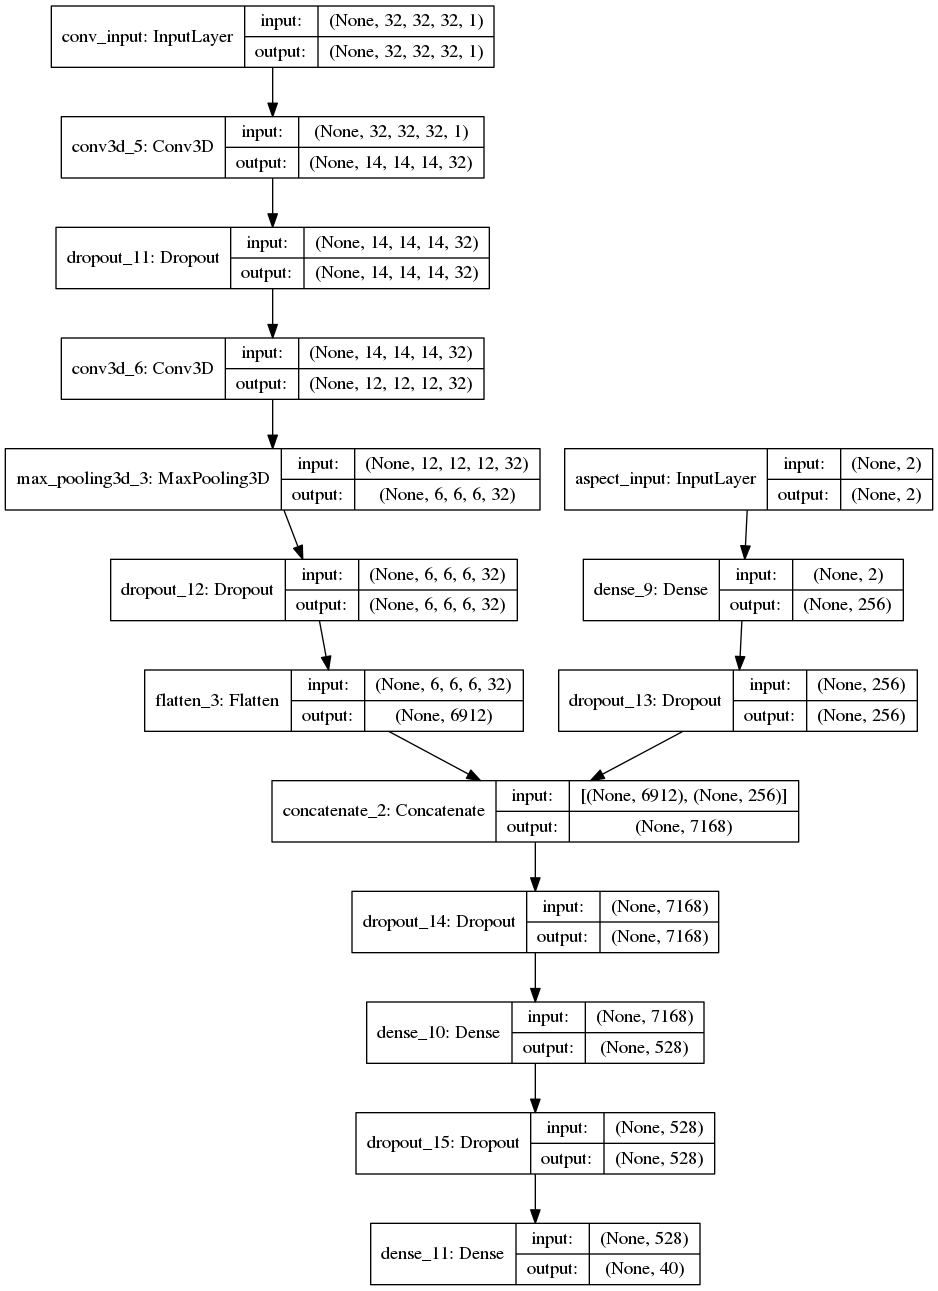 conv_input: InputLayer
input:
(None, 32, 32, 32, 1)
output:
(None, 32, 32, 32, 1)
conv3d_5: Conv3D
input:
(None, 32, 32, 32, 1)
output:
(None, 14, 14, 14, 32)
dropout_11: Dropout
input:
(None, 14, 14, 14, 32)
output:
(None, 14, 14, 14, 32)
conv3d_6: Conv3D
input:
(None, 14, 14, 14, 32)
output:
(None, 12, 12, 12, 32)
max_pooling3d_3: MaxPooling3D
input:
(None, 12, 12, 12, 32)
output:
(None, 6, 6, 6, 32)
aspect_input: InputLayer
input:
(None, 2)
output:
(None, 2)
dropout_12: Dropout
input:
(None, 6, 6, 6, 32)
output:
(None, 6, 6, 6, 32)
dense_9: Dense
input:
(None, 2)
output:
(None, 256)
flatten_3: Flatten
input:
(None, 6, 6, 6, 32)
output:
(None, 6912)
dropout_13: Dropout
input:
(None, 256)
output:
(None, 256)
concatenate_2: Concatenate
input:
[(None, 6912), (None, 256)]
output:
(None, 7168)
dropout_14: Dropout
input:
(None, 7168)
output:
(None, 7168)
dense_10: Dense
input:
(None, 7168)
output:
(None, 528)
dropout_15: Dropout
input:
(None, 528)
output:
(None, 528)
dense_11: Dense
input:
(None, 528)
output:
(None, 40)